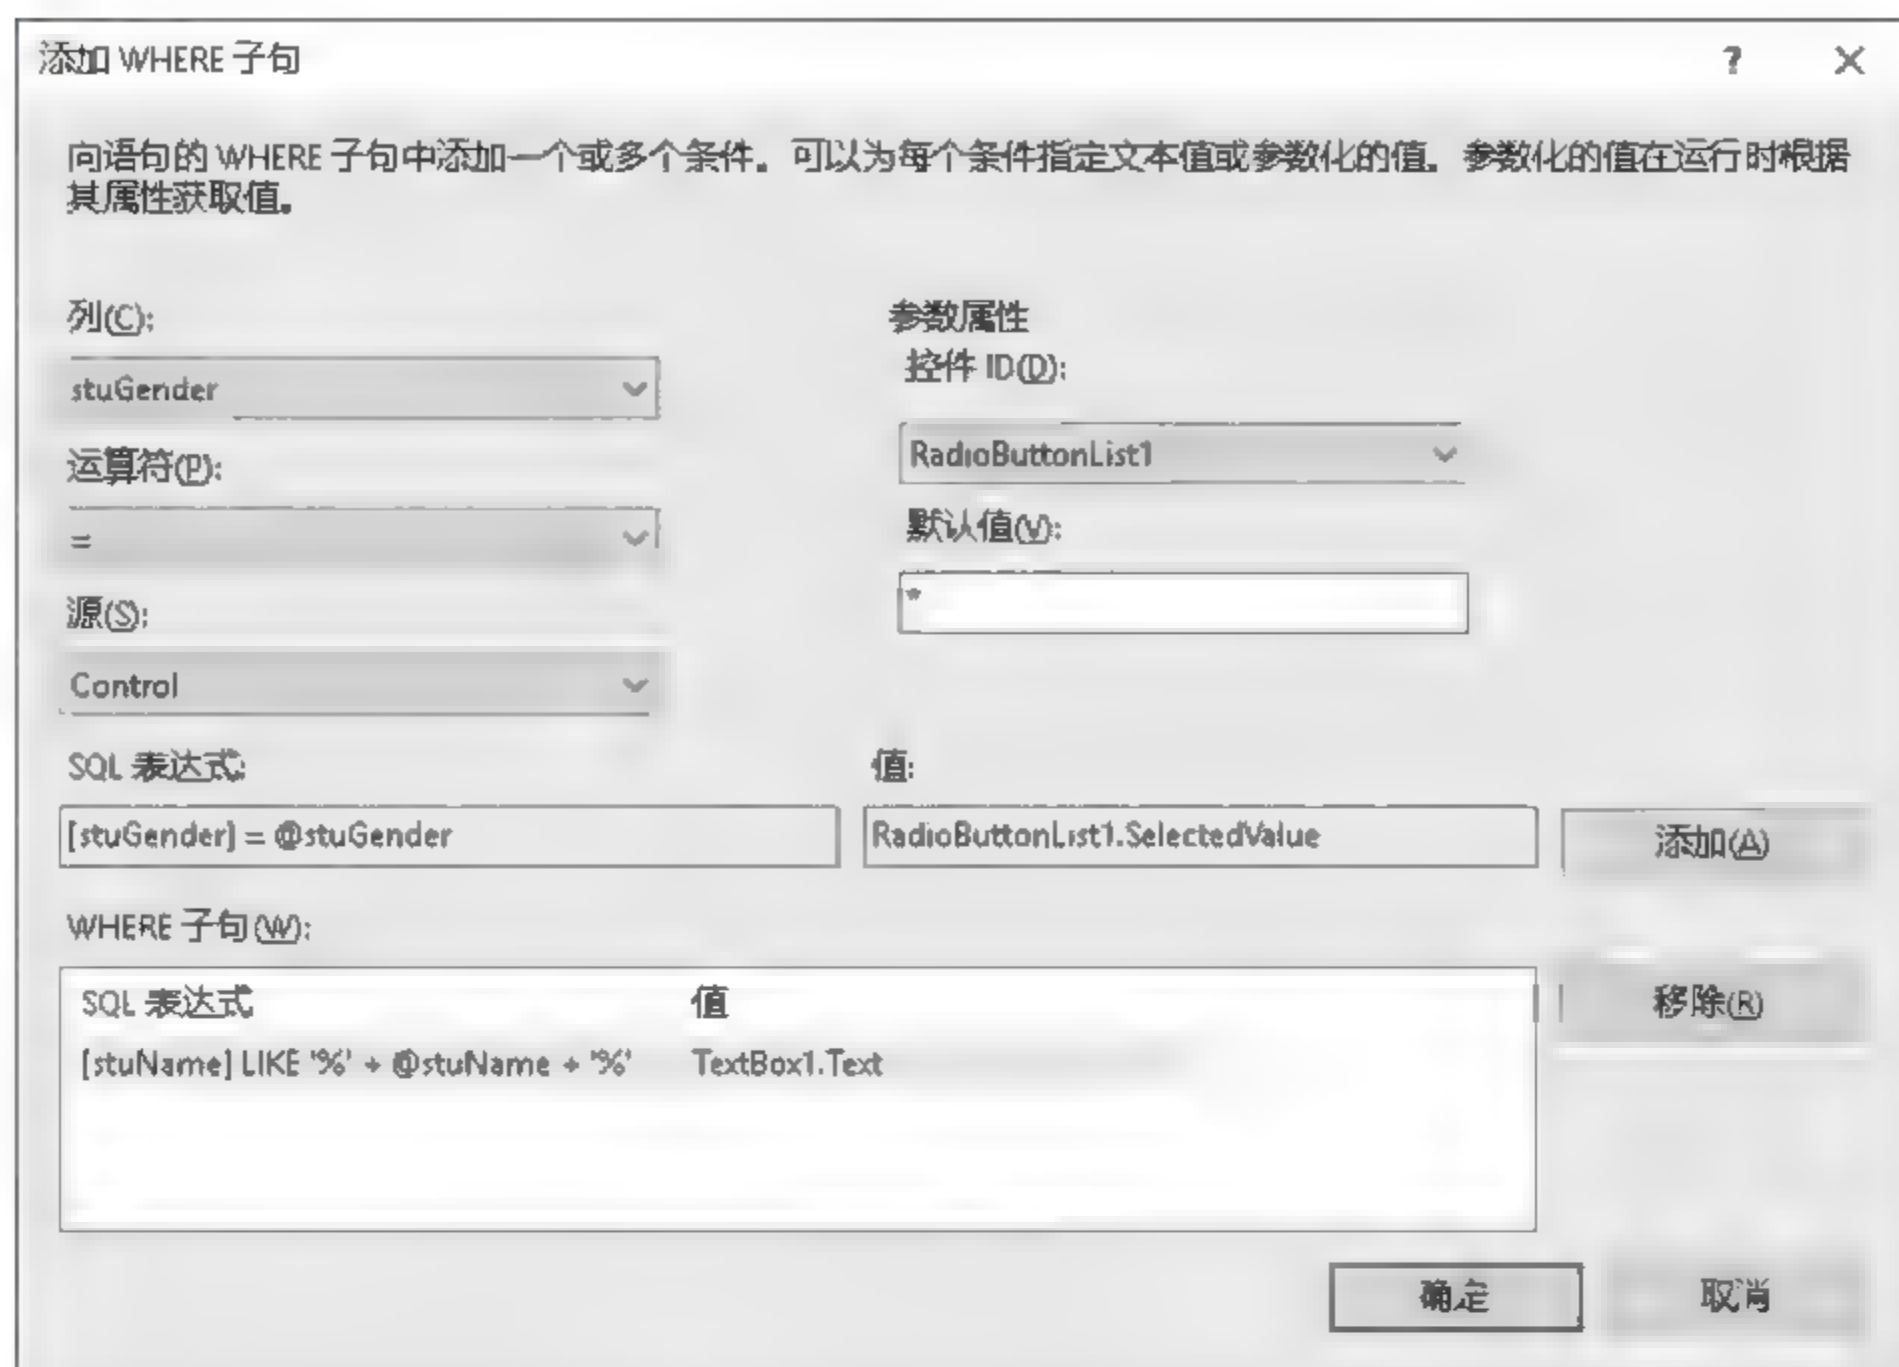 添加 WHERE 子句
?
向语句的 WHERE 子句中添加一个或多个条件。可以为每个条件指定文本值或参数化的值。参数化的值在运行时根据
其属性获取值。
列(C):
参数属性
控件 ID(D):
stuGender
RadioButtonList1
运算符(P):
默认值(V):
=
*
源(S):
Control
SQL 表达式:
值:
[stuGender] = @stuGender
RadioButtonList1.SelectedValue
添加(A)
WHERE 子句(W):
SQL 表达式
值
移除(R)
[stuName] LIKE '%' + @stuName + '%'
TextBox1.Text
确定
取消